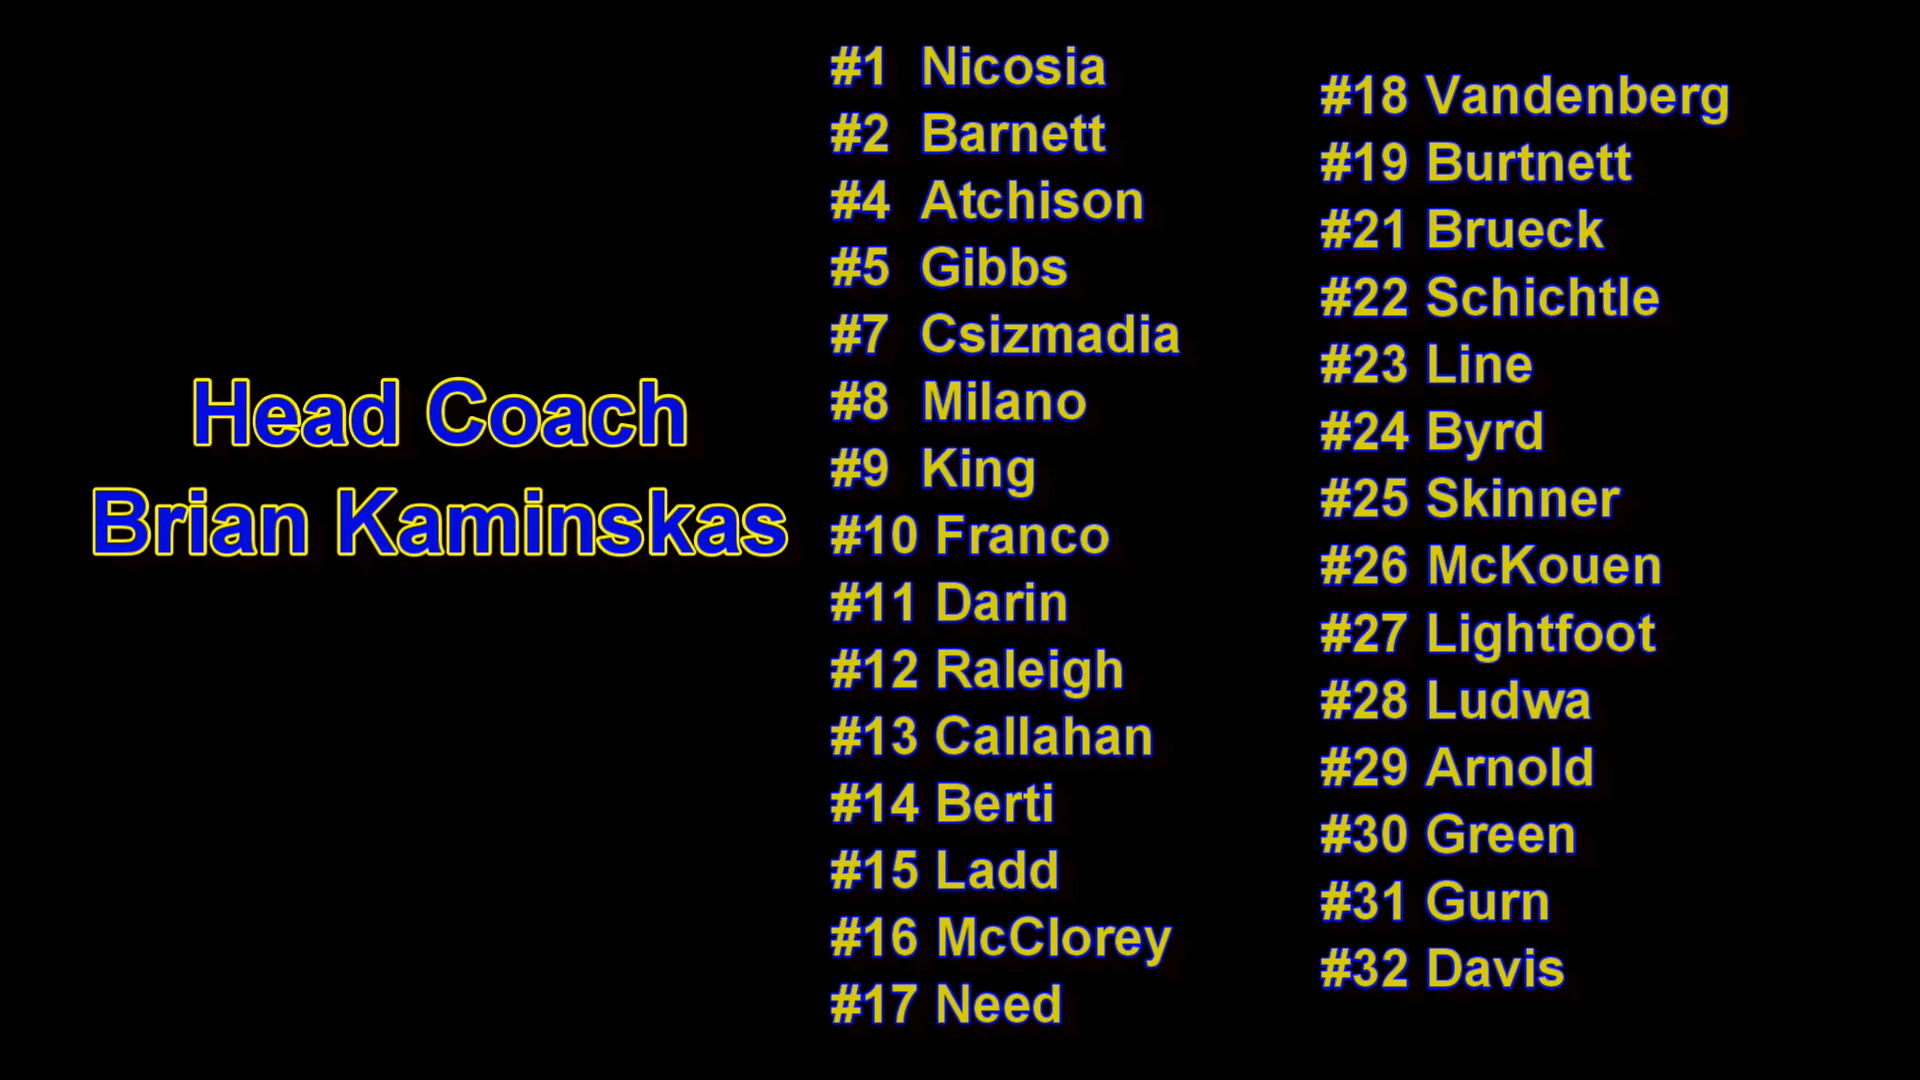 Head Coach
Brian Kaminskas
#1 Nicosia
#2 Barnett
#4 Atchison
#5 Gibbs
#7 Csizmadia
#8 Milano
#9 King
#10 Franco
#11 Darin
#12 Raleigh
#13 Callahan
#14 Berti
#15 Ladd
#16 McClorey
#17 Need
#18 Vandenberg
#19 Burtnett
#21 Brueck
#22 Schichtle
#23 Line
#24 Byrd
#25 Skinner
#26 McKouen
#27 Lightfoot
#28 Ludwa
#29 Arnold
#30 Green
#31 Gurn
#32 Davis